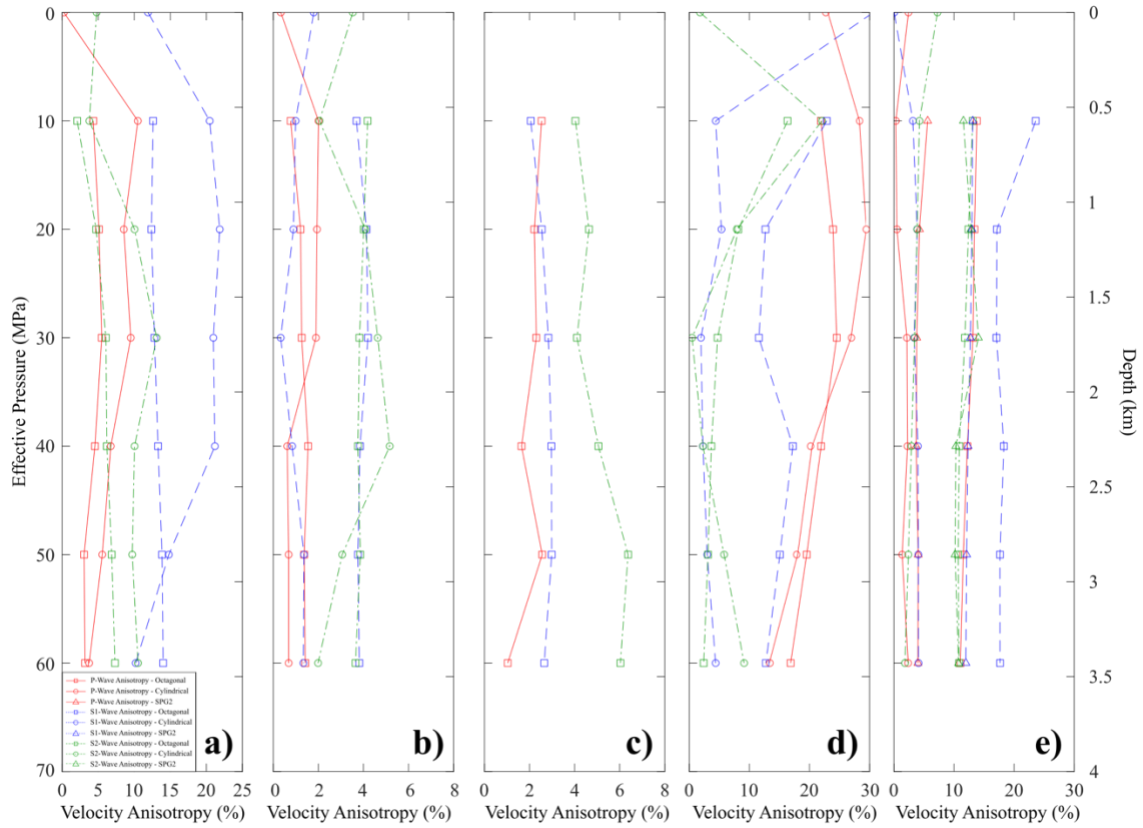 0
10
20
30
40
50
60
70
Effective Pressure (MPa)
0
0.5
1
1.5
2
2.5
3
3.5
4
Depth (km)
P-Wave Anisotropy - Octagonal
P-Wave Anisotropy - Cylindrical
P-Wave Anisotropy - SPG2
S1-Wave Anisotropy - Octagonal
S1-Wave Anisotropy - Cylindrical
S1-Wave Anisotropy - SPG2
S2-Wave Anisotropy - Octagonal
S2-Wave Anisotropy - Cylindrical
S2-Wave Anisotropy - SPG2
a)
b)
c)
d)
e)
0 5 10 15 20 25
0 2 4 6 8
0 2 4 6 8
0 10 20 30
0 10 20 30
Velocity Anisotropy (%)
Velocity Anisotropy (%)
Velocity Anisotropy (%)
Velocity Anisotropy (%)
Velocity Anisotropy (%)